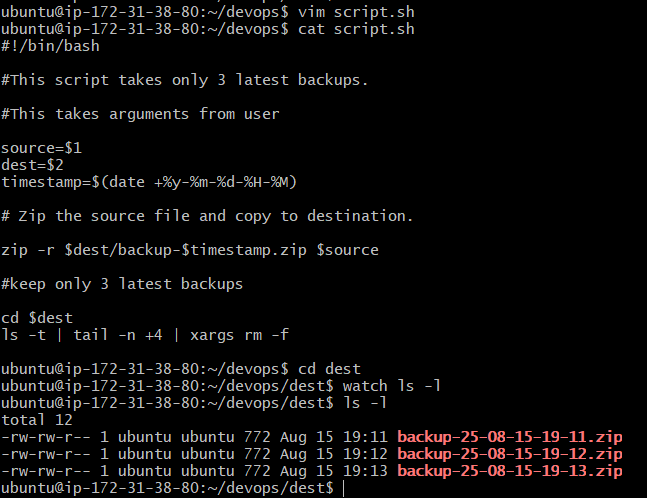 ubuntu@ip-172-31-38-80:~/devops$ vim script.sh
ubuntu@ip-172-31-38-80:~/devops$ cat script.sh
#!/bin/bash
#This script takes only 3 latest backups.
#This takes arguments from user
source=$1
dest=$2
timestamp=$(date +%y-%m-%d-%H-%M)
# Zip the source file and copy to destination.
zip -r $dest/backup-$timestamp.zip $source
#keep only 3 latest backups
cd $dest
ls -t | tail -n +4 | xargs rm -f
ubuntu@ip-172-31-38-80:~/devops$ cd dest
ubuntu@ip-172-31-38-80:~/devops/dest$ watch ls -l
ubuntu@ip-172-31-38-80:~/devops/dest$ ls -l
total 12
-rw-rw-r-- 1 ubuntu ubuntu 772 Aug 15 19:11 backup-25-08-15-19-11.zip
-rw-rw-r-- 1 ubuntu ubuntu 772 Aug 15 19:12 backup-25-08-15-19-12.zip
-rw-rw-r-- 1 ubuntu ubuntu 772 Aug 15 19:13 backup-25-08-15-19-13.zip
ubuntu@ip-172-31-38-80:~/devops/dest$